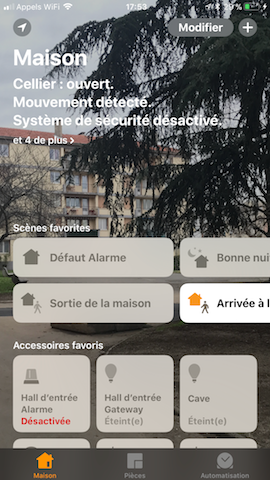 Appels WiFi
17:53
29%
Modifier
Maison
Cellier : ouvert.
Mouvement détecté.
Système de sécurité désactivé.
et 4 de plus
Scènes favorites
Défaut Alarme
Bonne nui
Sortie de la maison
Arrivée à l
Accessoires favoris
Hall d'entrée
Alarme
Désactivée
Hall d'entrée
Gateway
Éteint(e)
Cave
Éteint(e)
Maison
Pièces
Automatisation